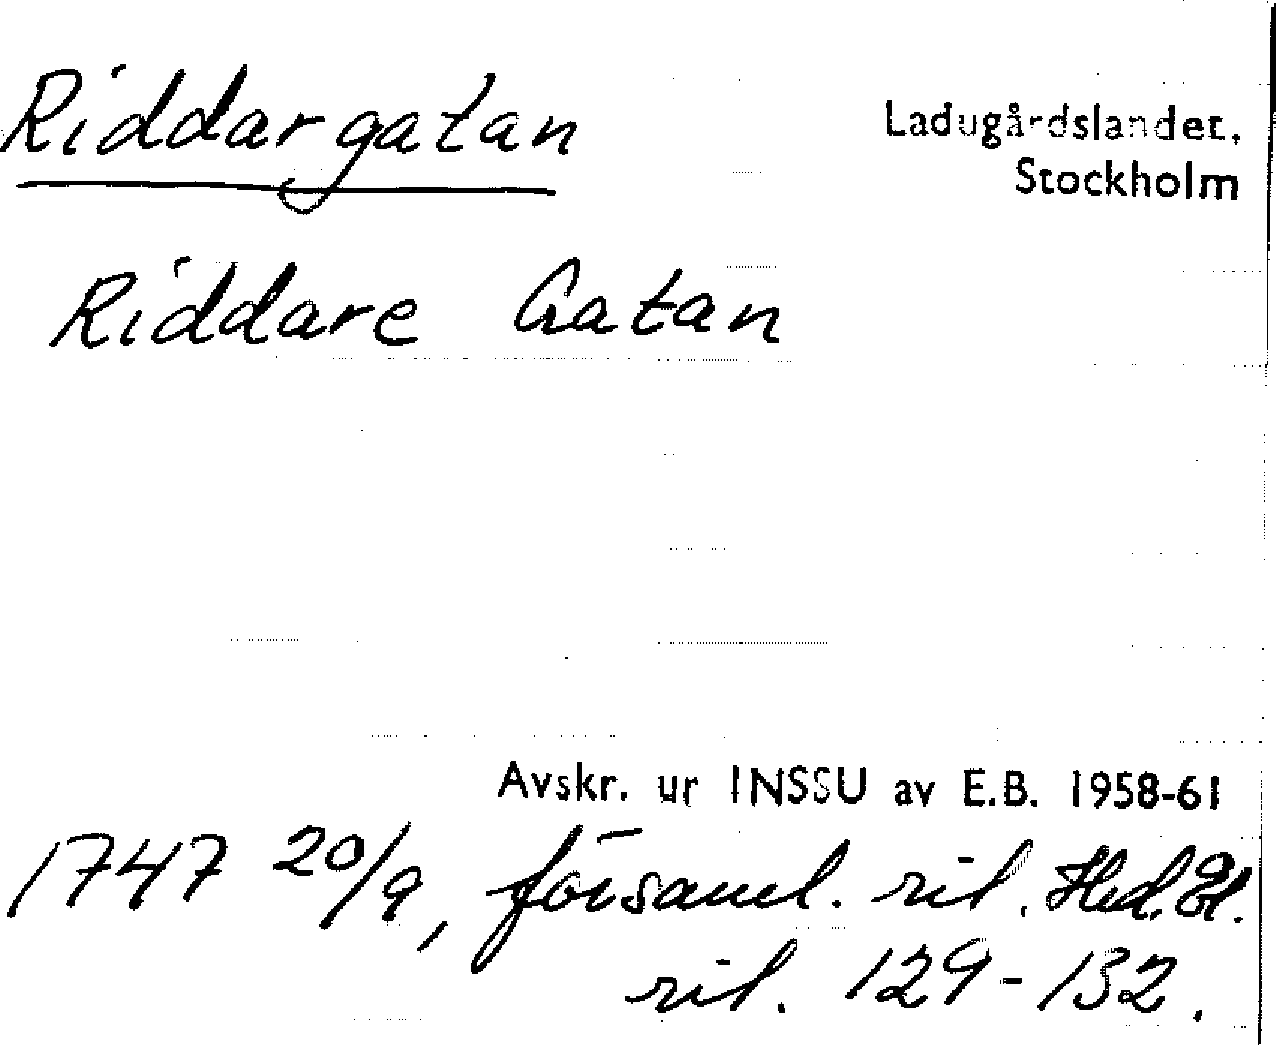 Riddargatan
Ladugårdslandet,
Stockholm
Riddare Gatan
Avskr. ur INSSU av E.B. 1958-61
1747 20/9, församl. rit. Hed. El.
rit. 129-132.